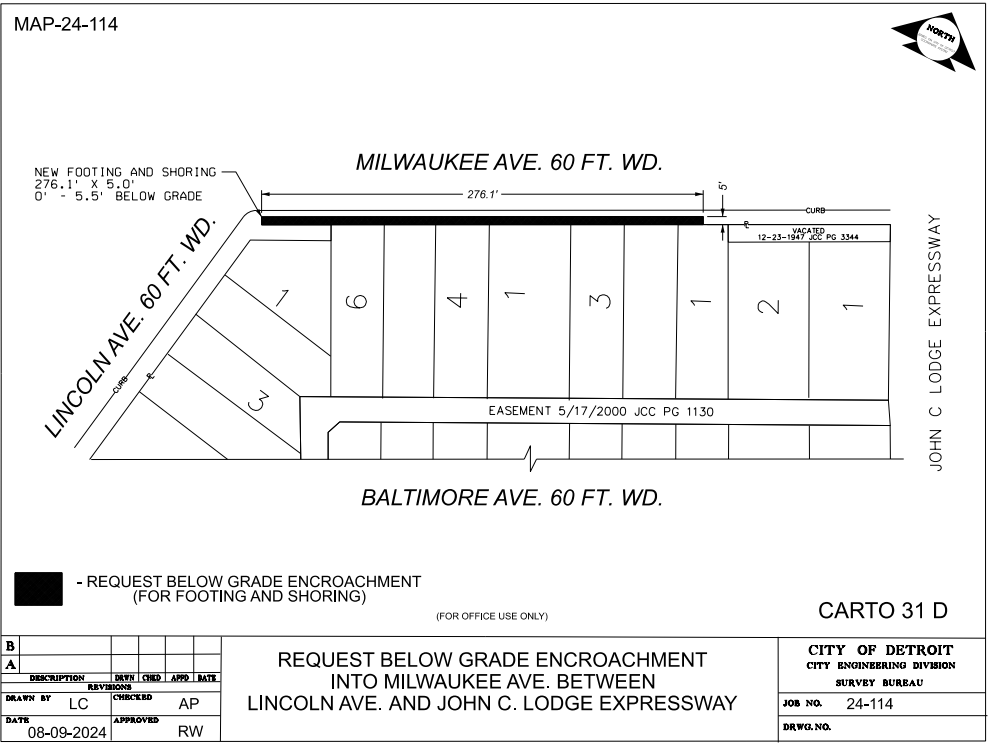 MAP-24-114
NORTH
MILWAUKEE AVE. 60 FT. WD.
NEW FOOTING AND SHORING
276.1' X 5.0'
0' - 5.5' BELOW GRADE
276.1'
5'
CURB
VACATED
12-23-1947 JCC PG 3344
LINCOLN AVE. 60 FT. WD.
CURB
1
6
4
1
3
1
2
1
3
JOHN C LODGE EXPRESSWAY
EASEMENT 5/17/2000 JCC PG 1130
BALTIMORE AVE. 60 FT. WD.
- REQUEST BELOW GRADE ENCROACHMENT
(FOR FOOTING AND SHORING)
(FOR OFFICE USE ONLY)
CARTO 31 D
B
A
DESCRIPTION DRWN CHKD APPD DATE
REVISIONS
DRAWN BY LC
CHECKED AP
DATE 08-09-2024
APPROVED RW
REQUEST BELOW GRADE ENCROACHMENT
INTO MILWAUKEE AVE. BETWEEN
LINCOLN AVE. AND JOHN C. LODGE EXPRESSWAY
CITY OF DETROIT
CITY ENGINEERING DIVISION
SURVEY BUREAU
JOB NO. 24-114
DRWG. NO.